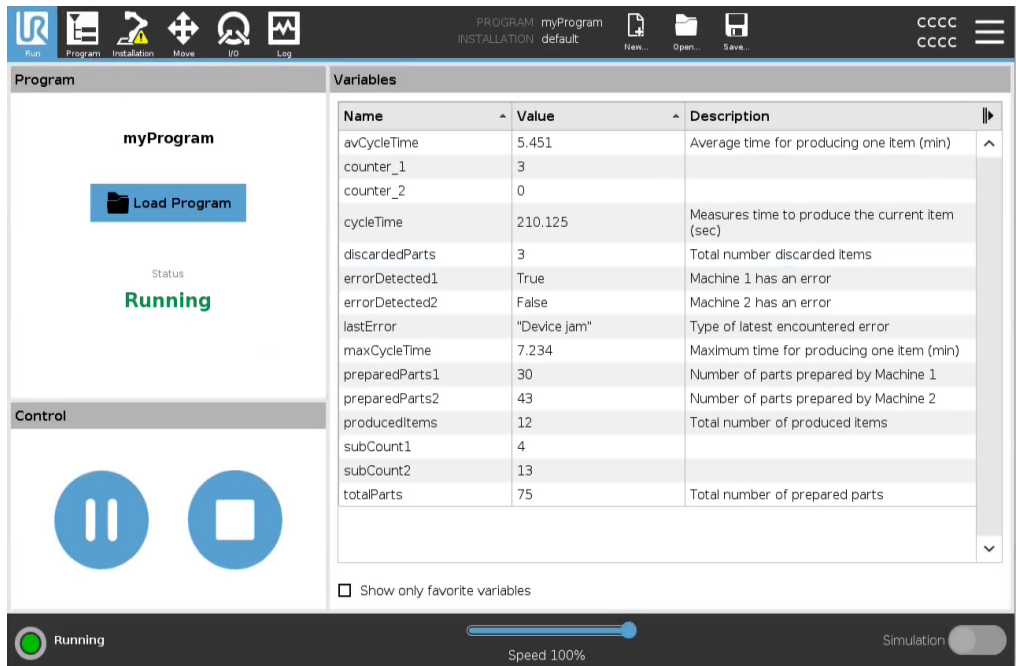 UR
PROGRAM myProgram
INSTALLATION default
CCCC
CCCC
Run Program Installation Move I/O Log New... Open... Save...
Program
myProgram
Load Program
Status
Running
Control
Variables
Name Value Description
avCycleTime 5.451 Average time for producing one item (min)
counter_1 3
counter_2 0
cycleTime 210.125 Measures time to produce the current item
(sec)
discardedParts 3 Total number discarded items
errorDetected1 True Machine 1 has an error
errorDetected2 False Machine 2 has an error
lastError "Device jam" Type of latest encountered error
maxCycleTime 7.234 Maximum time for producing one item (min)
preparedParts1 30 Number of parts prepared by Machine 1
preparedParts2 43 Number of parts prepared by Machine 2
producedItems 12 Total number of produced items
subCount1 4
subCount2 13
totalParts 75 Total number of prepared parts
Show only favorite variables
Running
Speed 100%
Simulation